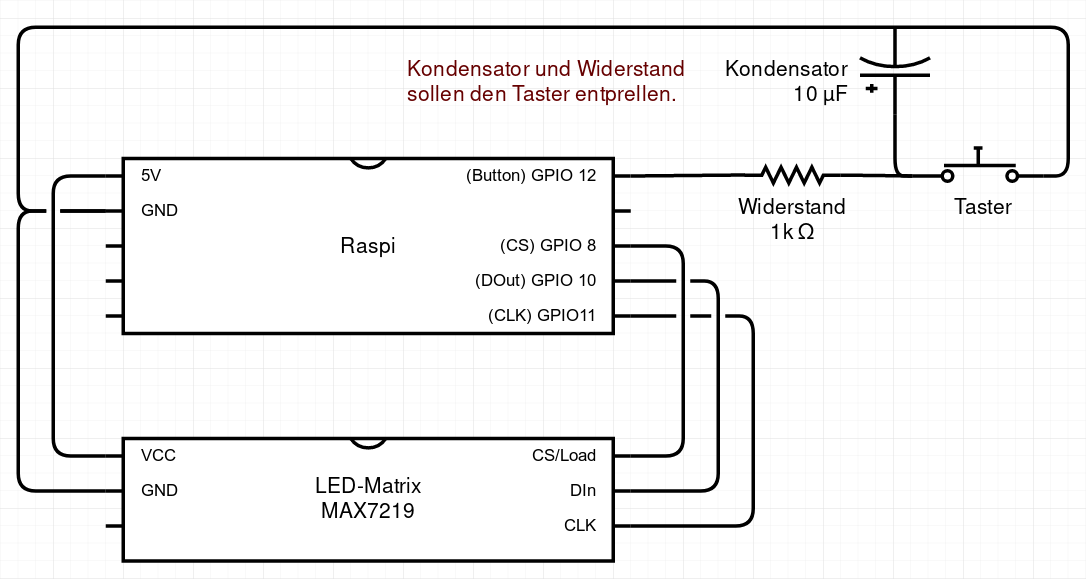 Kondensator und Widerstand
sollen den Taster entprellen.
Kondensator
10 µF
+
5V
(Button) GPIO 12
GND
Raspi
(CS) GPIO 8
(DOut) GPIO 10
(CLK) GPIO11
Widerstand
1k Ω
Taster
VCC
CS/Load
GND
LED-Matrix
MAX7219
DIn
CLK